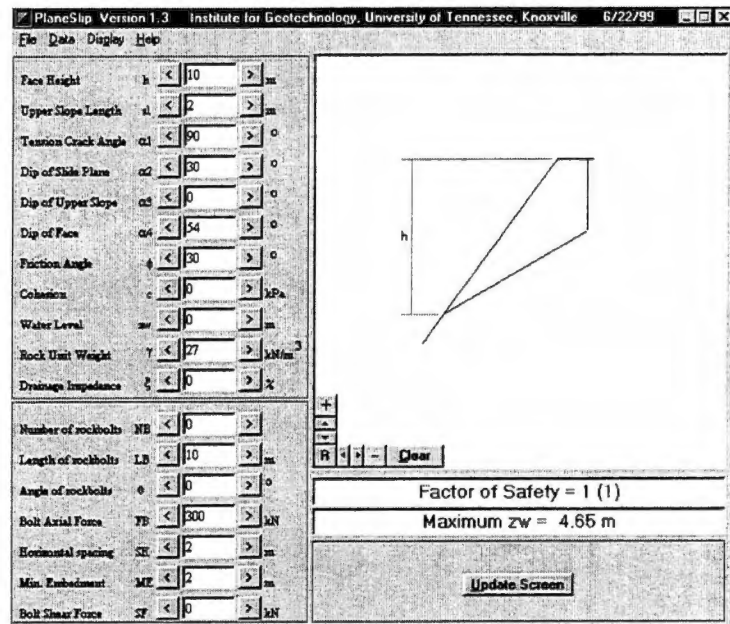 PlaneSlip Version 1.3 Institute for Geotechnology, University of Tennessee, Knoxville 6/22/99
File Data Display Help
Face Height h < 10 > m
Upper Slope Length sl < 2 > m
Tension Crack Angle α1 < 90 > °
Dip of Slide Plane α2 < 30 > °
Dip of Upper Slope α3 < 0 > °
Dip of Face α4 < 54 > °
Friction Angle ϕ < 30 > °
Cohesion c < 0 > kPa
Water Level zw < 0 > m
Rock Unit Weight γ < 27 > kN/m³
Drainage Impedance ξ < 0 > %
Number of rockbolts NB < 0 >
Length of rockbolts LB < 10 > m
Angle of rockbolts θ < 0 > °
Bolt Axial Force FB < 300 > kN
Horizontal spacing SH < 2 > m
Min. Embedment ME < 2 > m
Bolt Shear Force SF < 0 > kN
h
+
R - Clear
Factor of Safety = 1 (1)
Maximum zw = 4.65 m
Update Screen